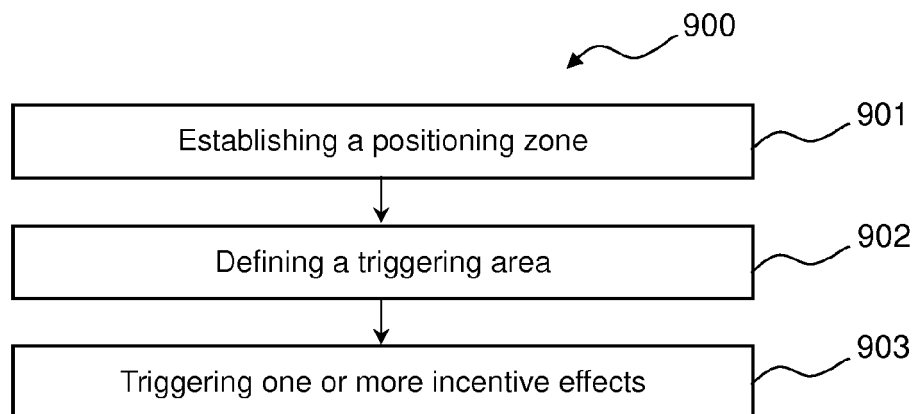 900
Establishing a positioning zone
901
Defining a triggering area
902
Triggering one or more incentive effects
903